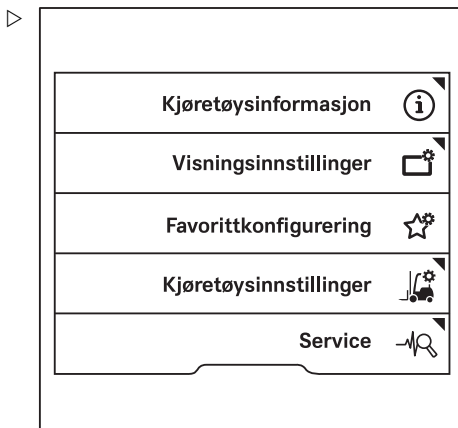 Kjøretøysinformasjon
Visningsinnstillinger
Favorittkonfigurering
Kjøretøysinnstillinger
Service